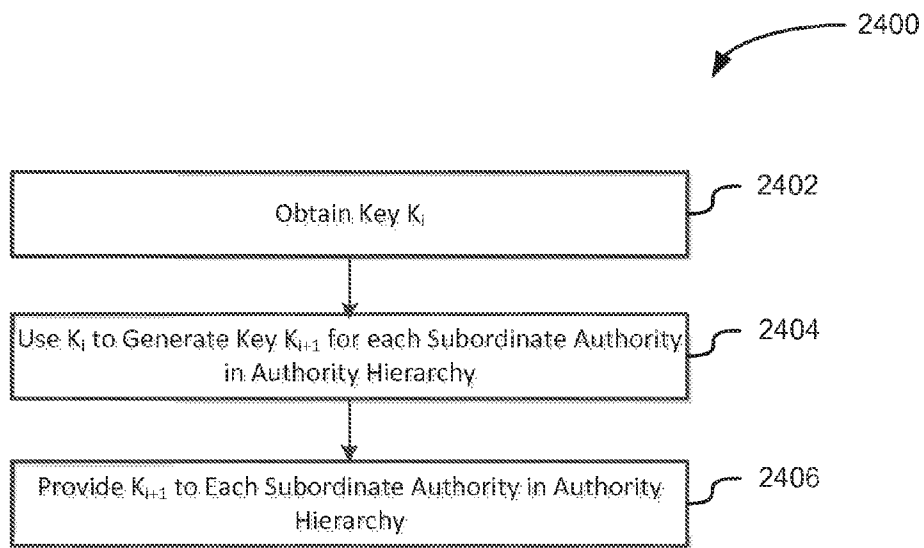 2400
Obtain Key Kᵢ
2402
Use Kᵢ to Generate Key Kᵢ₊₁ for each Subordinate Authority
in Authority Hierarchy
2404
Provide Kᵢ₊₁ to Each Subordinate Authority in Authority
Hierarchy
2406